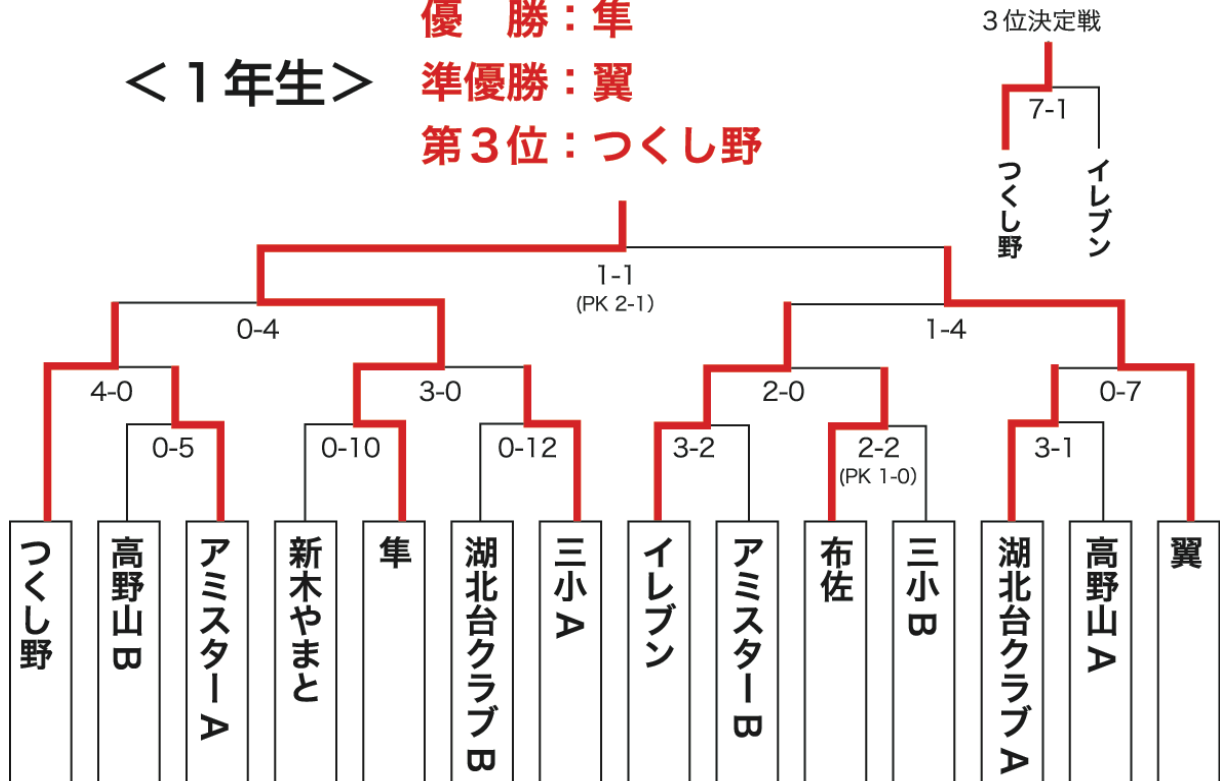 優　勝：隼
＜1年生＞
準優勝：翼
第3位：つくし野
3位決定戦
7-1
つくし野
イレブン
1-1
(PK 2-1)
0-4
1-4
4-0
3-0
2-0
0-7
0-5
0-10
0-12
3-2
2-2
(PK 1-0)
3-1
つくし野
高野山B
アミスターA
新木やまと
隼
湖北台クラブB
三小A
イレブン
アミスターB
布佐
三小B
湖北台クラブA
高野山A
翼